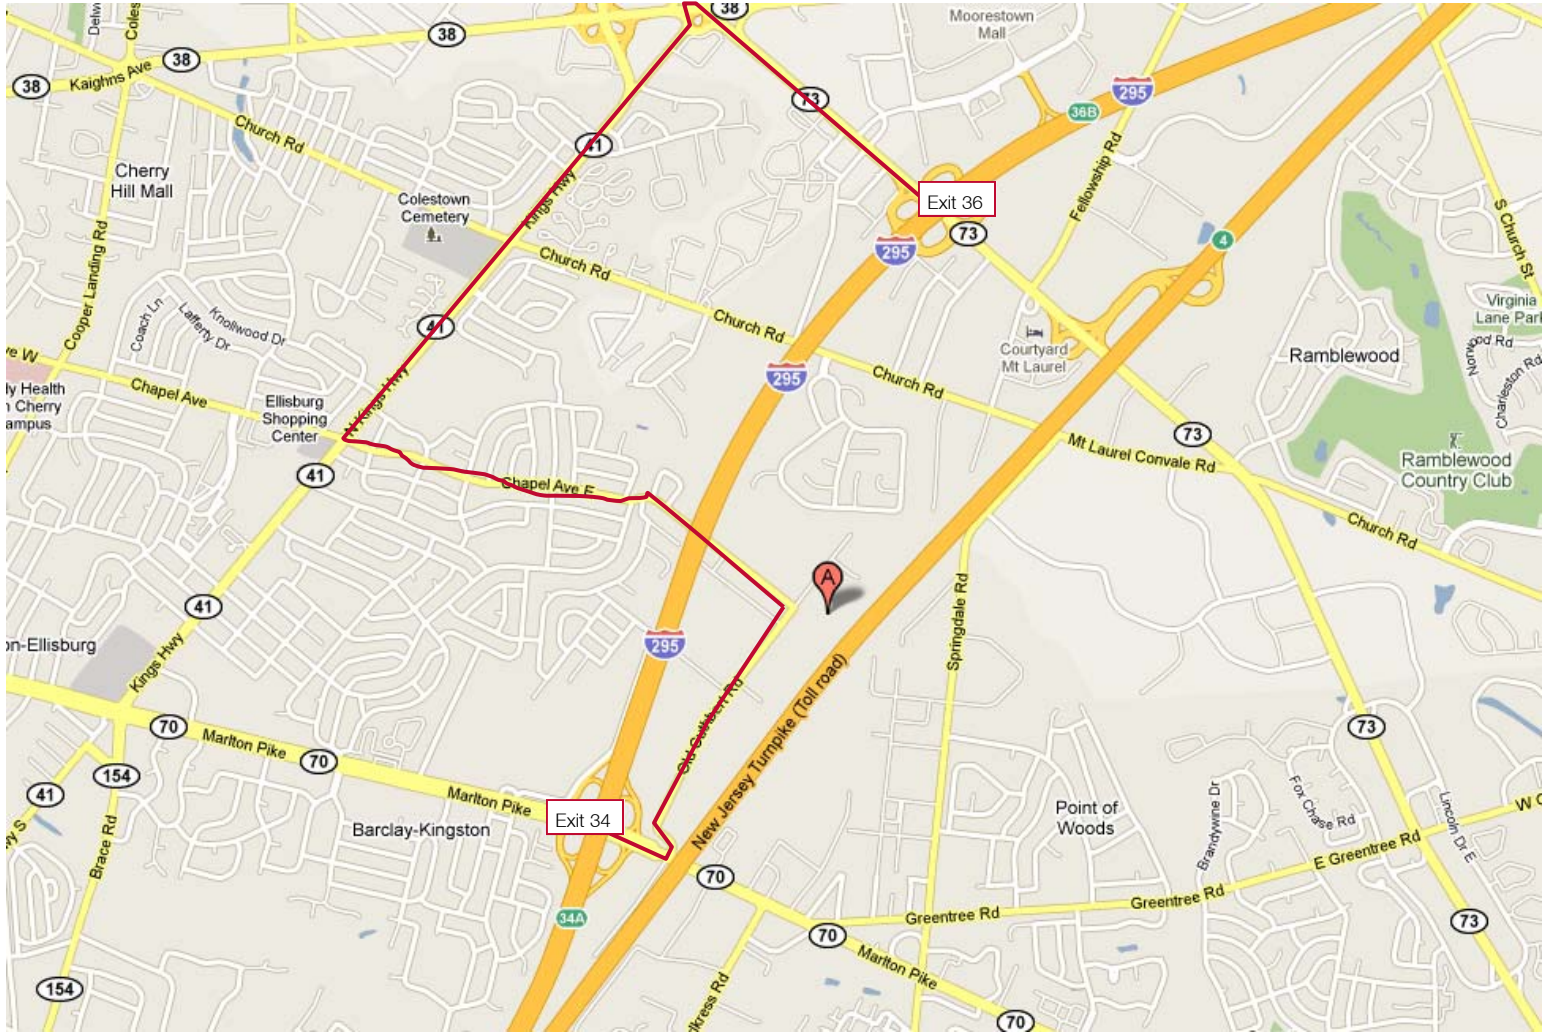 38
Moorestown
Mall
Coles
38
38
Kaighns Ave
38
73
295
36B
Church Rd
41
Cherry
Hill Mall
Fellowship Rd
Colestown
Cemetery
Kings Hwy
Exit 36
S Church St
73
4
295
Church Rd
Cooper Landing Rd
Coach Ln
Knollwood Dr
Lafferty Dr
41
Church Rd
Virginia
Lane Park
Courtyard
Mt Laurel
Ramblewood
295
Church Rd
Charleston Rd
Chapel Ave
N Kings Hwy
Ellisburg
Shopping
Center
73
Mt Laurel Convale Rd
Ramblewood
Country Club
41
Chapel Ave E
Church Rd
A
41
Springdale Rd
295
Kings Hwy
Old Cuthbert Rd
New Jersey Turnpike (Toll road)
70
Marlton Pike
70
73
154
41
Marlton Pike
Exit 34
Barclay-Kingston
Point of
Woods
Brandywine Dr
Fox Chase Rd
Lincoln Dr E
Brace Rd
E Greentree Rd
70
Greentree Rd
Greentree Rd
34A
70
73
Marlton Pike
154
70